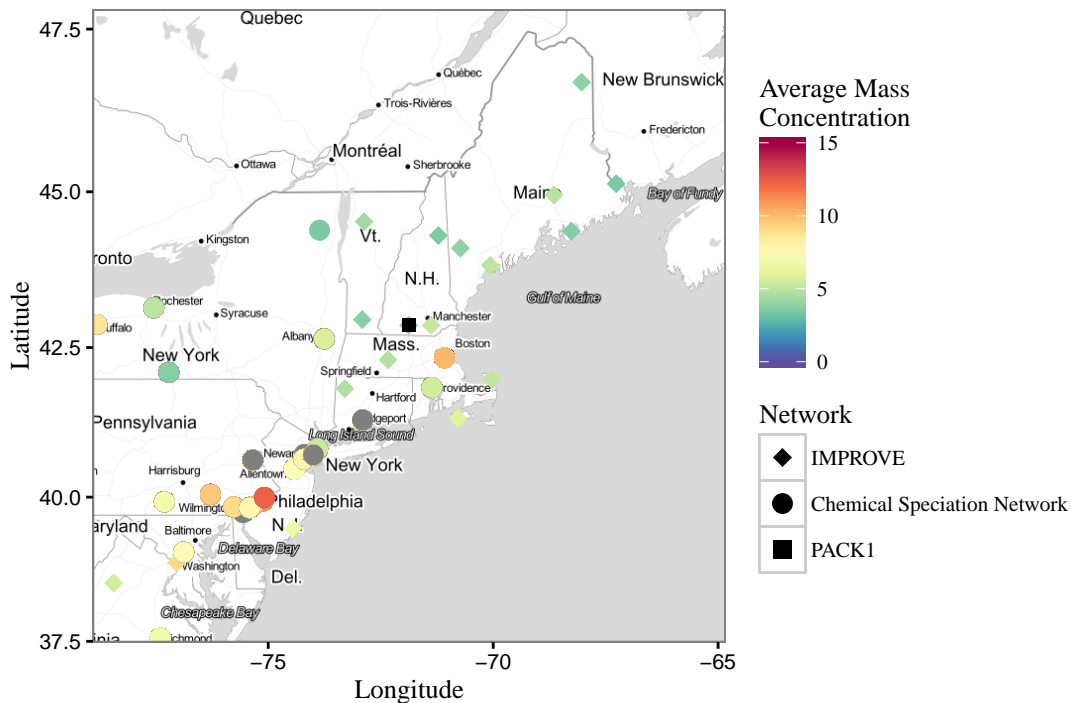 Quebec
47.5
Québec
New Brunswick
Trois-Rivières
Fredericton
Montréal
Ottawa
Sherbrooke
45.0
Maine
Bay of Fundy
Vt.
Kingston
ronto
N.H.
Gulf of Maine
Rochester
Syracuse
Manchester
uffalo
Albany
Mass.
Boston
42.5
New York
Springfield
Providence
Hartford
dgeport
Pennsylvania
Long Island Sound
Newar
New York
Harrisburg
Allentown
40.0
Wilmingto
Philadelphia
aryland
N.J.
Baltimore
Delaware Bay
Washington
Del.
Chesapeake Bay
inia
ichmond
37.5
−75
−70
−65
Longitude
Latitude
Average Mass
Concentration
15
10
5
0
Network
IMPROVE
Chemical Speciation Network
PACK1